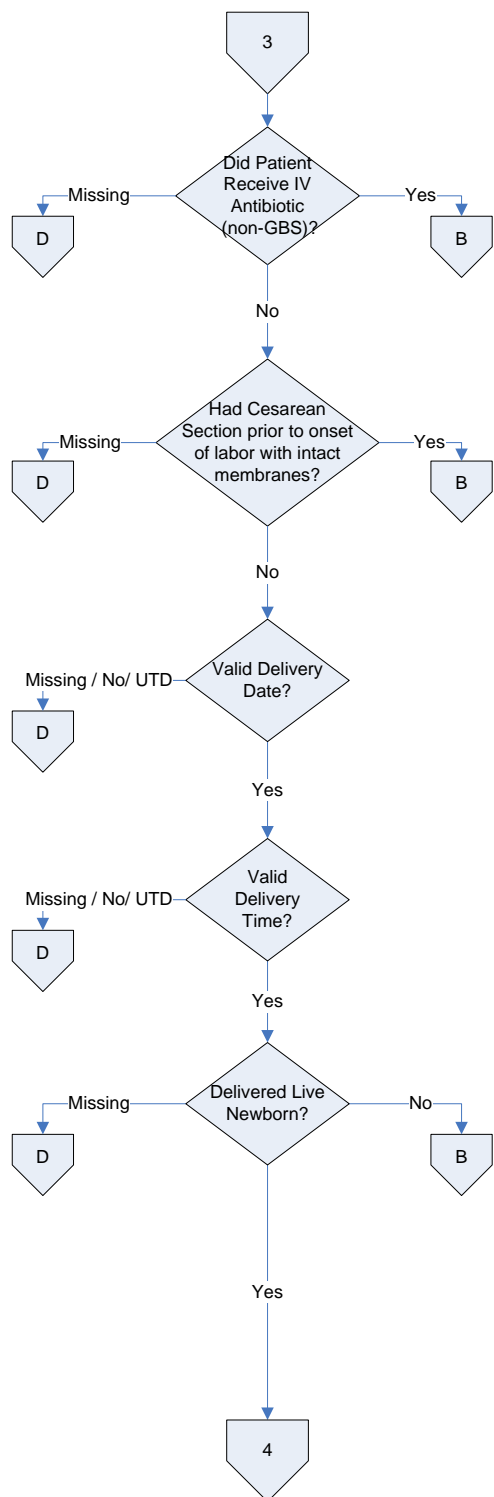 3
Did Patient
Receive IV
Antibiotic
(non-GBS)?
Missing
Yes
D
B
No
Had Cesarean
Section prior to onset
of labor with intact
membranes?
Missing
Yes
D
B
No
Valid Delivery
Date?
Missing / No/ UTD
D
Yes
Valid
Delivery
Time?
Missing / No/ UTD
D
Yes
Delivered Live
Newborn?
Missing
No
D
B
Yes
4